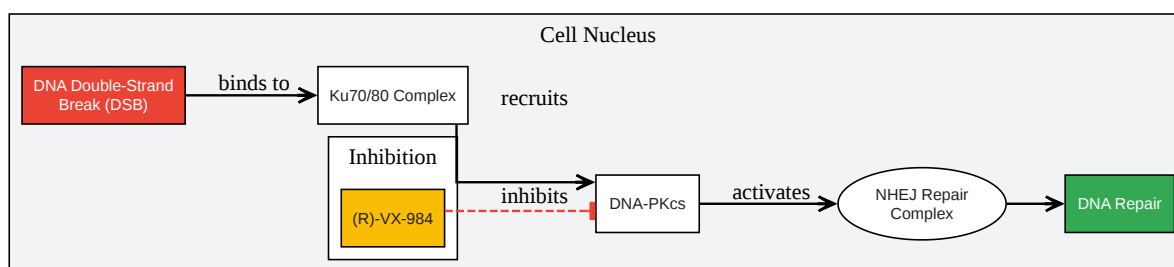 Cell Nucleus
DNA Double-Strand
Break (DSB)
binds to
Ku70/80 Complex
recruits
Inhibition
(R)-VX-984
inhibits
DNA-PKcs
activates
NHEJ Repair
Complex
DNA Repair